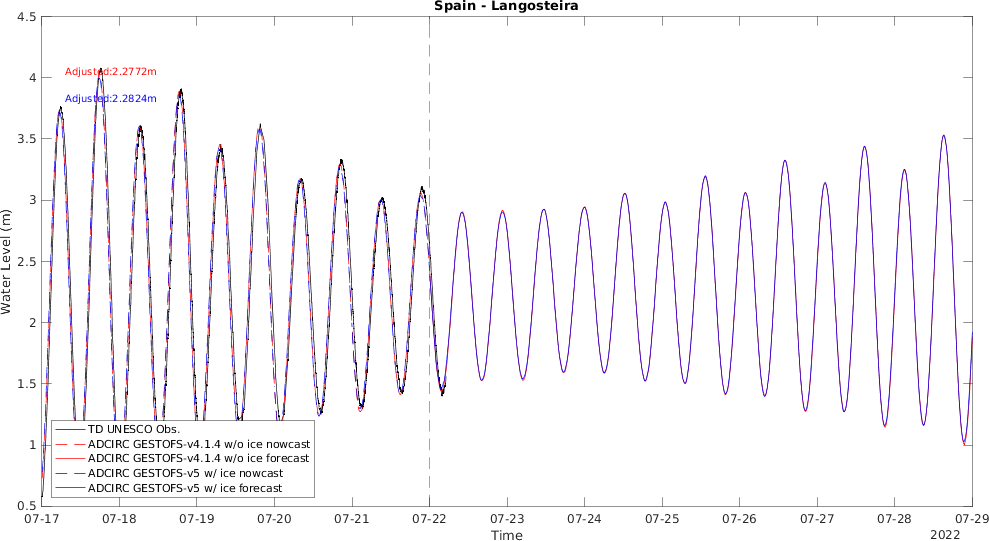 Spain - Langosteira
4.5
4
3.5
3
2.5
2
1.5
1
0.5
Water Level (m)
Adjusted:2.2772m
Adjusted:2.2824m
TD UNESCO Obs.
ADCIRC GESTOFS-v4.1.4 w/o ice nowcast
ADCIRC GESTOFS-v4.1.4 w/o ice forecast
ADCIRC GESTOFS-v5 w/ ice nowcast
ADCIRC GESTOFS-v5 w/ ice forecast
07-17 07-18 07-19 07-20 07-21 07-22 07-23 07-24 07-25 07-26 07-27 07-28 07-29
Time
2022